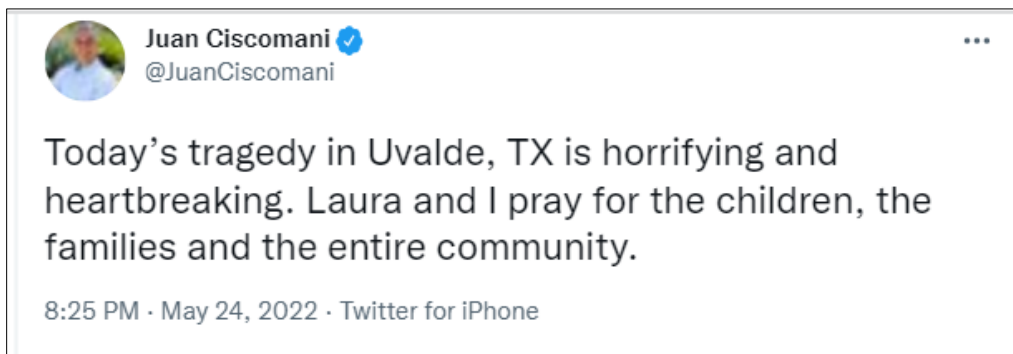 Juan Ciscomani
@JuanCiscomani
Today’s tragedy in Uvalde, TX is horrifying and
heartbreaking. Laura and I pray for the children, the
families and the entire community.
8:25 PM · May 24, 2022 · Twitter for iPhone